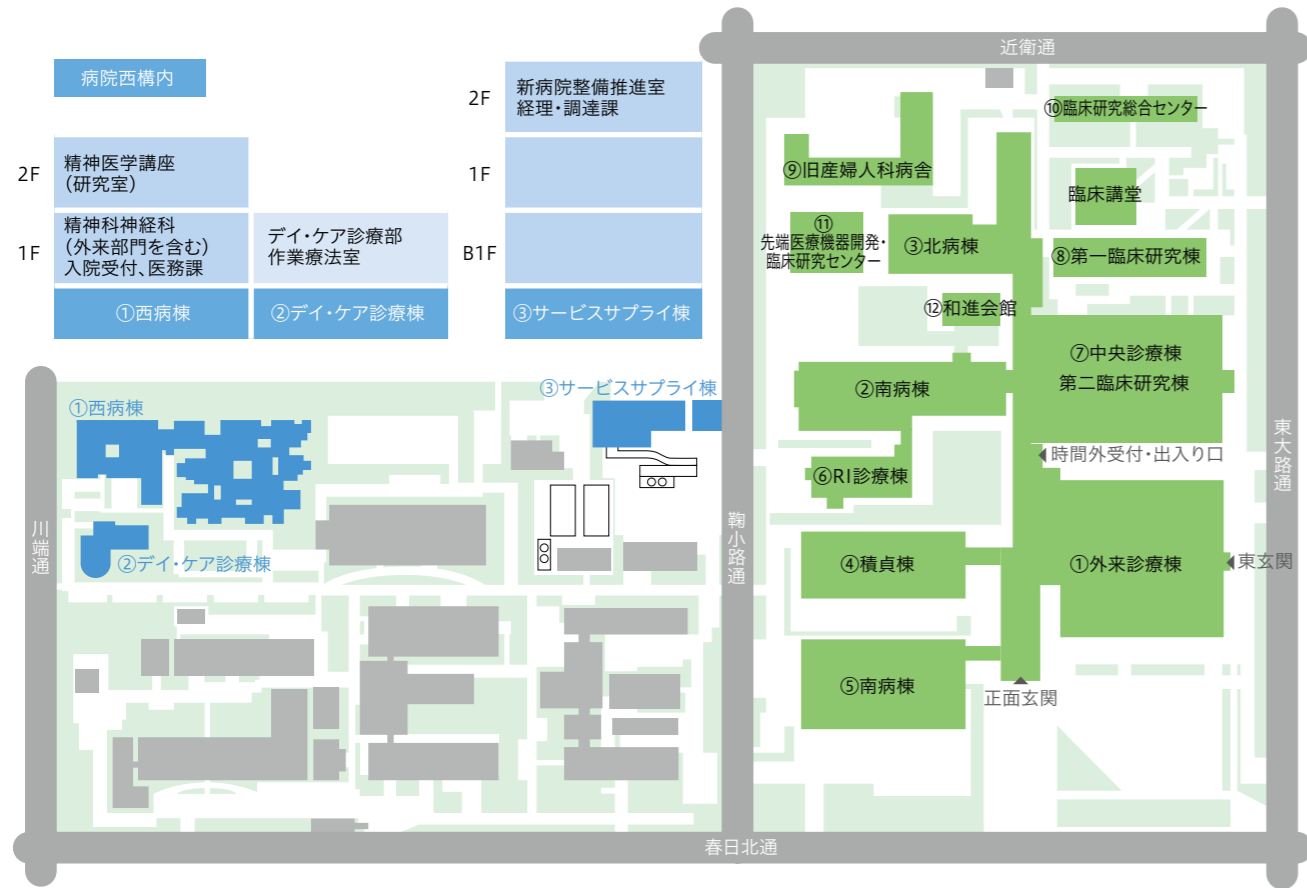 病院西構内
2F
精神医学講座
(研究室)
1F
精神科神経科
(外来部門を含む)
入院受付、医務課
デイ・ケア診療部
作業療法室
①西病棟
②デイ・ケア診療棟
2F
新病院整備推進室
経理・調達課
1F
B1F
③サービスサプライ棟
①西病棟
②デイ・ケア診療棟
③サービスサプライ棟
川端通
鞠小路通
近衛通
東大路通
春日北通
⑩臨床研究総合センター
⑨旧産婦人科病舎
臨床講堂
⑪
先端医療機器開発・
臨床研究センター
③北病棟
⑧第一臨床研究棟
⑫和進会館
⑦中央診療棟
第二臨床研究棟
②南病棟
時間外受付・出入り口
⑥RI診療棟
④積貞棟
①外来診療棟
東玄関
⑤南病棟
正面玄関